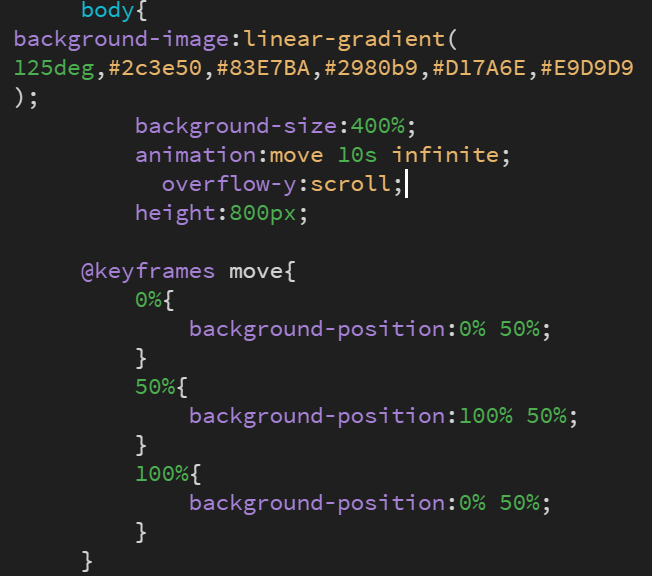 body{
background-image:linear-gradient(
125deg,#2c3e50,#83E7BA,#2980b9,#D17A6E,#E9D9D9
);
background-size:400%;
animation:move 10s infinite;
overflow-y:scroll;
height:800px;
@keyframes move{
0%{
background-position:0% 50%;
}
50%{
background-position:100% 50%;
}
100%{
background-position:0% 50%;
}
}